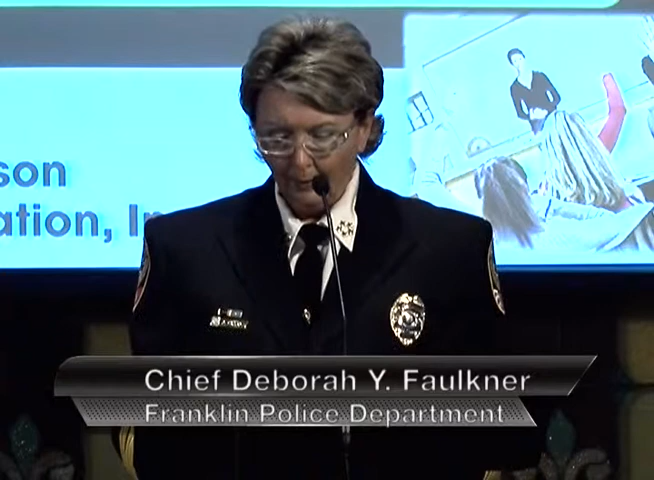 son
ation, In
Chief Deborah Y. Faulkner
Franklin Police Department